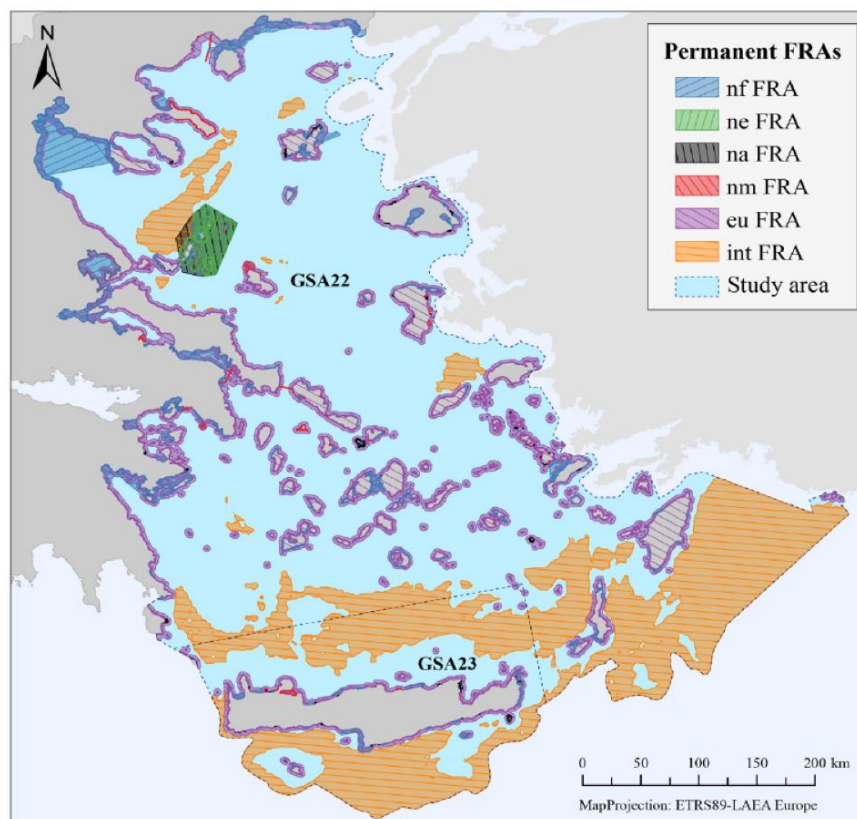 N
Permanent FRAs
nf FRA
ne FRA
na FRA
nm FRA
eu FRA
int FRA
Study area
GSA22
GSA23
0 50 100 200 km
MapProjection: ETRS89-LAEA Europe